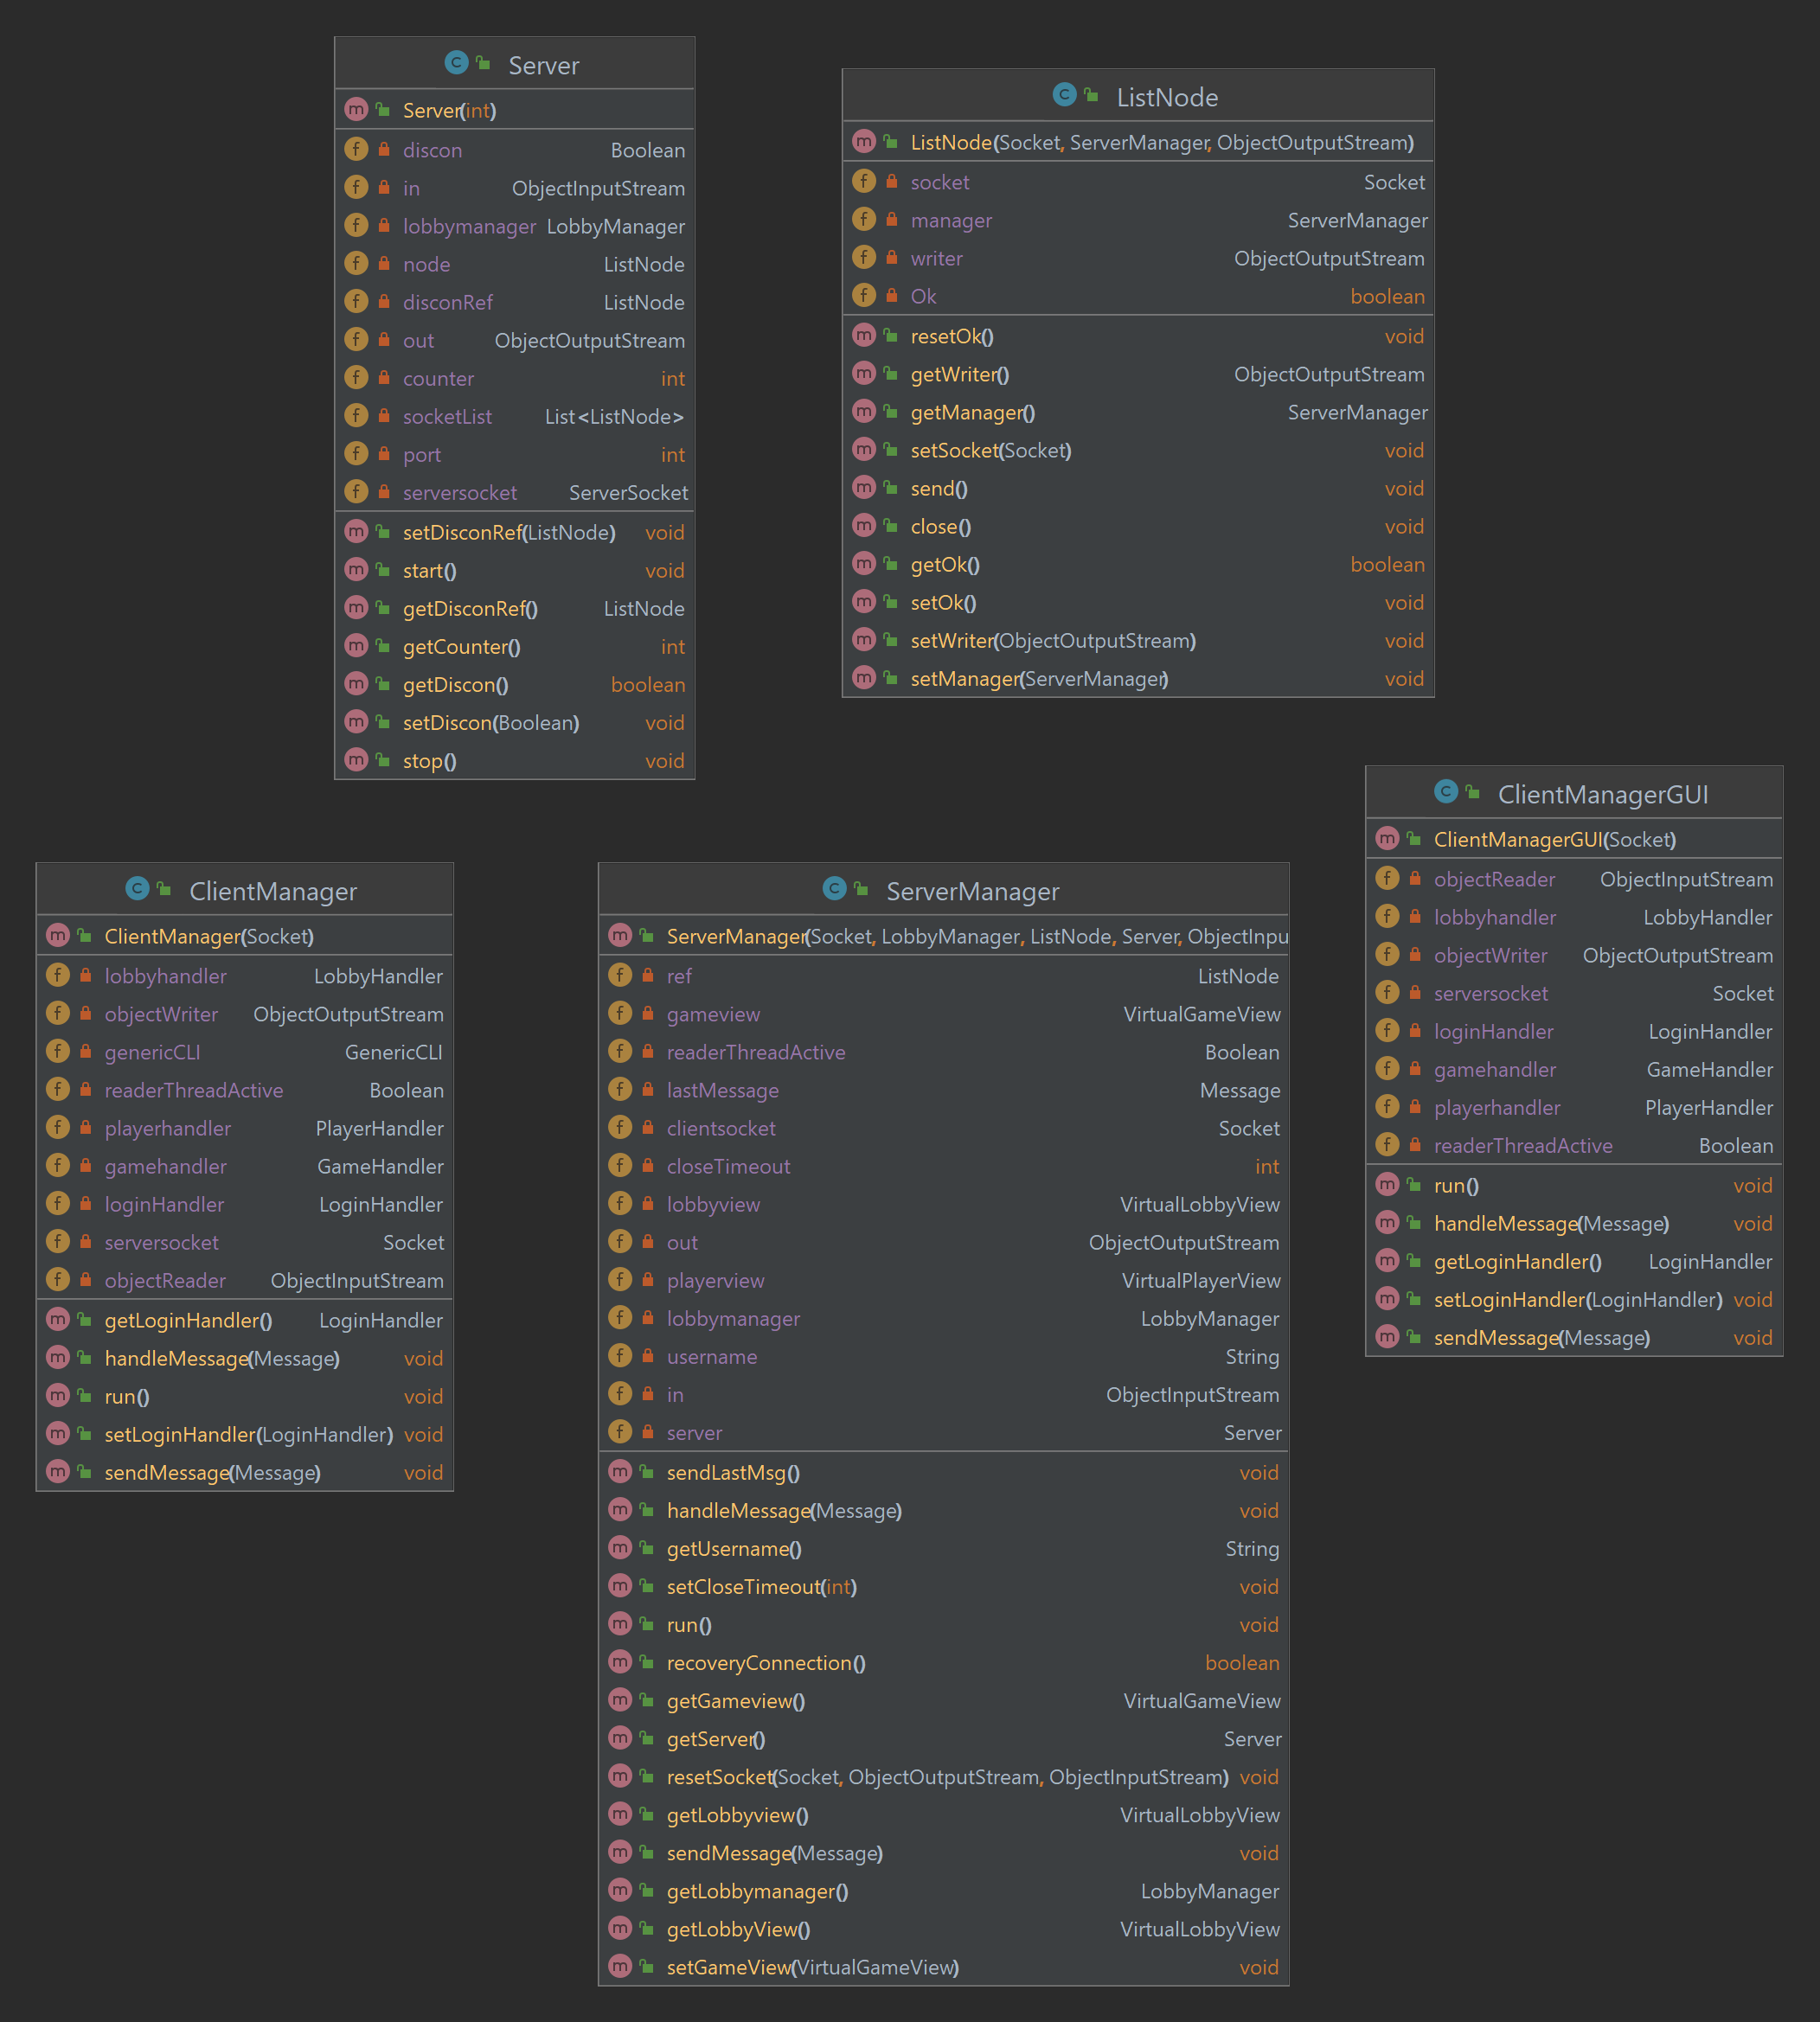 Server
Server(int)
discon Boolean
in ObjectInputStream
lobbymanager LobbyManager
node ListNode
disconRef ListNode
out ObjectOutputStream
counter int
socketList List<ListNode>
port int
serversocket ServerSocket
setDisconRef(ListNode) void
start() void
getDisconRef() ListNode
getCounter() int
getDiscon() boolean
setDiscon(Boolean) void
stop() void
ListNode
ListNode(Socket, ServerManager, ObjectOutputStream)
socket Socket
manager ServerManager
writer ObjectOutputStream
Ok boolean
resetOk() void
getWriter() ObjectOutputStream
getManager() ServerManager
setSocket(Socket) void
send() void
close() void
getOk() boolean
setOk() void
setWriter(ObjectOutputStream) void
setManager(ServerManager) void
ClientManager
ClientManager(Socket)
lobbyhandler LobbyHandler
objectWriter ObjectOutputStream
genericCLI GenericCLI
readerThreadActive Boolean
playerhandler PlayerHandler
gamehandler GameHandler
loginHandler LoginHandler
serversocket Socket
objectReader ObjectInputStream
getLoginHandler() LoginHandler
handleMessage(Message) void
run() void
setLoginHandler(LoginHandler) void
sendMessage(Message) void
ServerManager
ServerManager(Socket, LobbyManager, ListNode, Server, ObjectInpu
ref ListNode
gameview VirtualGameView
readerThreadActive Boolean
lastMessage Message
clientsocket Socket
closeTimeout int
lobbyview VirtualLobbyView
out ObjectOutputStream
playerview VirtualPlayerView
lobbymanager LobbyManager
username String
in ObjectInputStream
server Server
sendLastMsg() void
handleMessage(Message) void
getUsername() String
setCloseTimeout(int) void
run() void
recoveryConnection() boolean
getGameview() VirtualGameView
getServer() Server
resetSocket(Socket, ObjectOutputStream, ObjectInputStream) void
getLobbyview() VirtualLobbyView
sendMessage(Message) void
getLobbymanager() LobbyManager
getLobbyView() VirtualLobbyView
setGameView(VirtualGameView) void
ClientManagerGUI
ClientManagerGUI(Socket)
objectReader ObjectInputStream
lobbyhandler LobbyHandler
objectWriter ObjectOutputStream
serversocket Socket
loginHandler LoginHandler
gamehandler GameHandler
playerhandler PlayerHandler
readerThreadActive Boolean
run() void
handleMessage(Message) void
getLoginHandler() LoginHandler
setLoginHandler(LoginHandler) void
sendMessage(Message) void